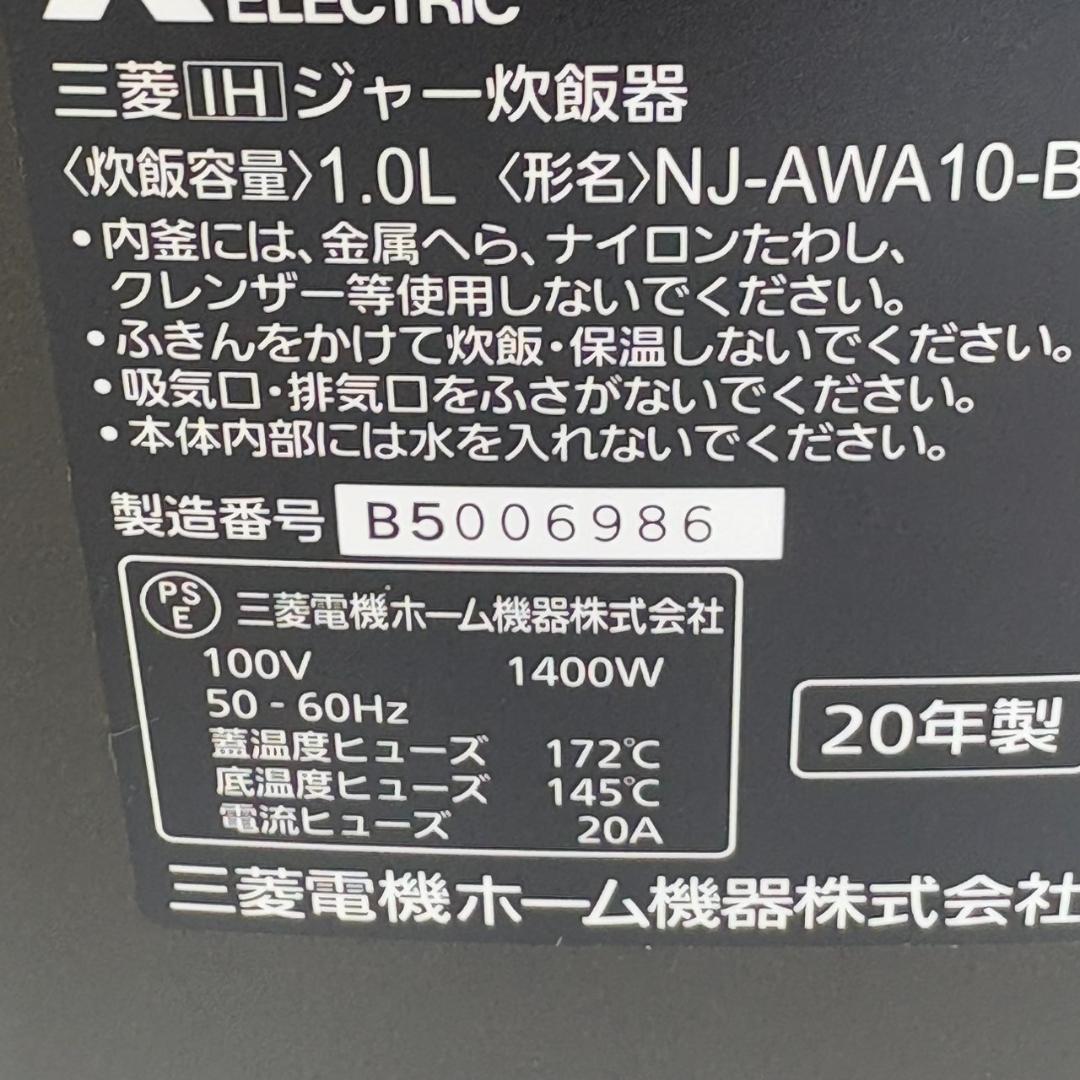 ELECTRIC
三菱IHジャー炊飯器
〈炊飯容量〉1.0L 〈形名〉NJ-AWA10-B
•内釜には、金属へら、ナイロンたわし、
クレンザー等使用しないでください。
•ふきんをかけて炊飯・保温しないでください。
•吸気口・排気口をふさがないでください。
•本体内部には水を入れないでください。
製造番号 B5006986
PSE 三菱電機ホーム機器株式会社
100V 1400W
50-60Hz
蓋温度ヒューズ 172℃
底温度ヒューズ 145℃
電流ヒューズ 20A
20年製
三菱電機ホーム機器株式会社